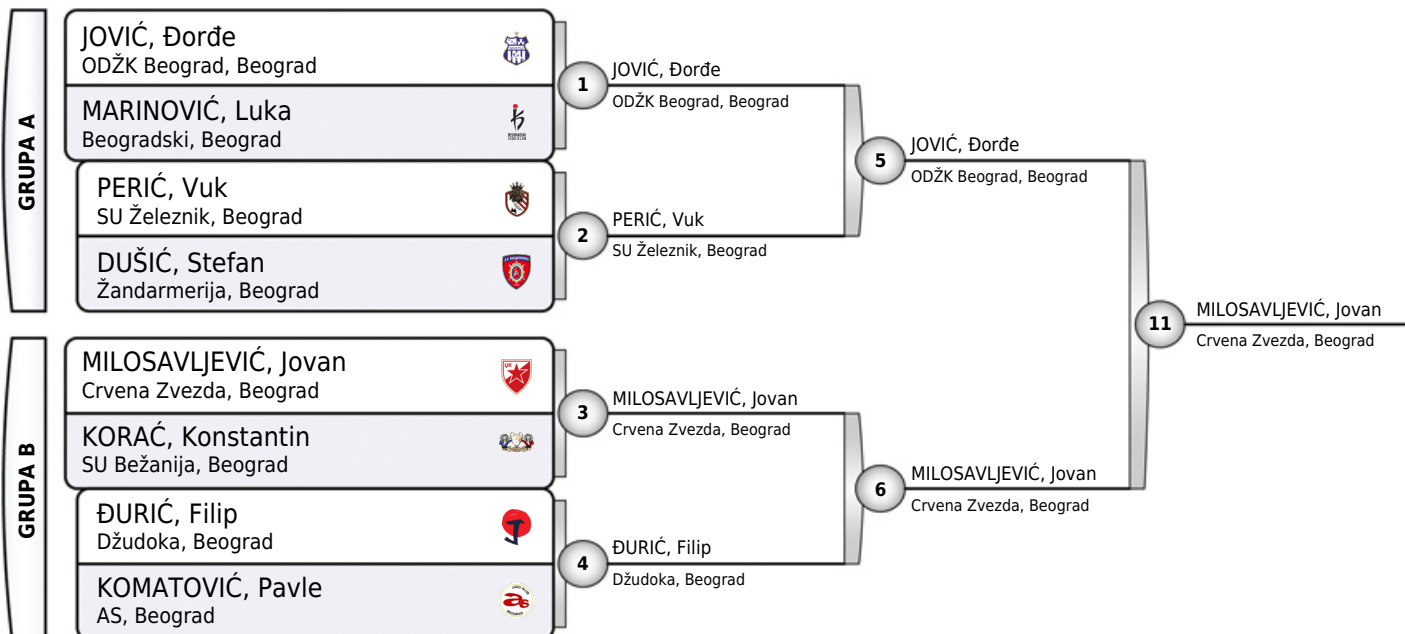 GRUPA A
JOVIĆ, Đorđe
ODŽK Beograd, Beograd
MARINOVIĆ, Luka
Beogradski, Beograd
PERIĆ, Vuk
SU Železnik, Beograd
DUŠIĆ, Stefan
Žandarmerija, Beograd
1
JOVIĆ, Đorđe
ODŽK Beograd, Beograd
2
PERIĆ, Vuk
SU Železnik, Beograd
5
JOVIĆ, Đorđe
ODŽK Beograd, Beograd
GRUPA B
MILOSAVLJEVIĆ, Jovan
Crvena Zvezda, Beograd
KORAĆ, Konstantin
SU Bežanija, Beograd
ĐURIĆ, Filip
Džudoka, Beograd
KOMATOVIĆ, Pavle
AS, Beograd
3
MILOSAVLJEVIĆ, Jovan
Crvena Zvezda, Beograd
4
ĐURIĆ, Filip
Džudoka, Beograd
6
MILOSAVLJEVIĆ, Jovan
Crvena Zvezda, Beograd
11
MILOSAVLJEVIĆ, Jovan
Crvena Zvezda, Beograd